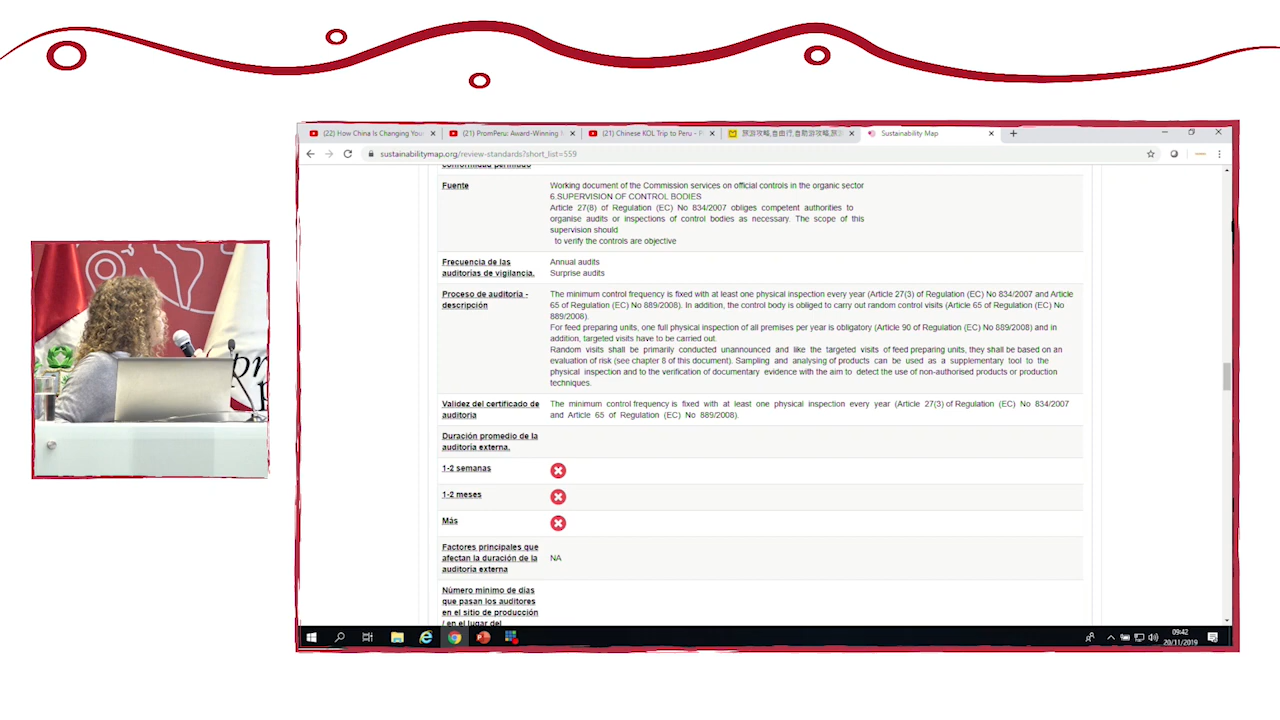 (22) How China Is Changing You
(21) PromPeru: Award-Winning
(21) Chinese KOL Trip to Peru - P
旅游攻略,自由行,自助游攻略,旅游
Sustainability Map
sustainabilitymap.org/review-standards?short_list=559
conformidad permitido
Fuente
Working document of the Commission services on official controls in the organic sector
6.SUPERVISION OF CONTROL BODIES
Article 27(8) of Regulation (EC) No 834/2007 obliges competent authorities to
organise audits or inspections of control bodies as necessary. The scope of this
supervision should
to verify the controls are objective
Frecuencia de las
auditorías de vigilancia.
Annual audits
Surprise audits
Proceso de auditoría -
descripción
The minimum control frequency is fixed with at least one physical inspection every year (Article 27(3) of Regulation (EC) No 834/2007 and Article
65 of Regulation (EC) No 889/2008). In addition, the control body is obliged to carry out random control visits (Article 65 of Regulation (EC) No
889/2008).
For feed preparing units, one full physical inspection of all premises per year is obligatory (Article 90 of Regulation (EC) No 889/2008) and in
addition, targeted visits have to be carried out.
Random visits shall be primarily conducted unannounced and like the targeted visits of feed preparing units, they shall be based on an
evaluation of risk (see chapter 8 of this document). Sampling and analysing of products can be used as a supplementary tool to the
physical inspection and to the verification of documentary evidence with the aim to detect the use of non-authorised products or production
techniques.
Validez del certificado de
auditoría
The minimum control frequency is fixed with at least one physical inspection every year (Article 27(3) of Regulation (EC) No 834/2007
and Article 65 of Regulation (EC) No 889/2008).
Duración promedio de la
auditoría externa.
1-2 semanas
1-2 meses
Más
Factores principales que
afectan la duración de la
auditoría externa
NA
Número mínimo de días
que pasan los auditores
en el sitio de producción
/ en el lugar del
09:42
20/11/2019